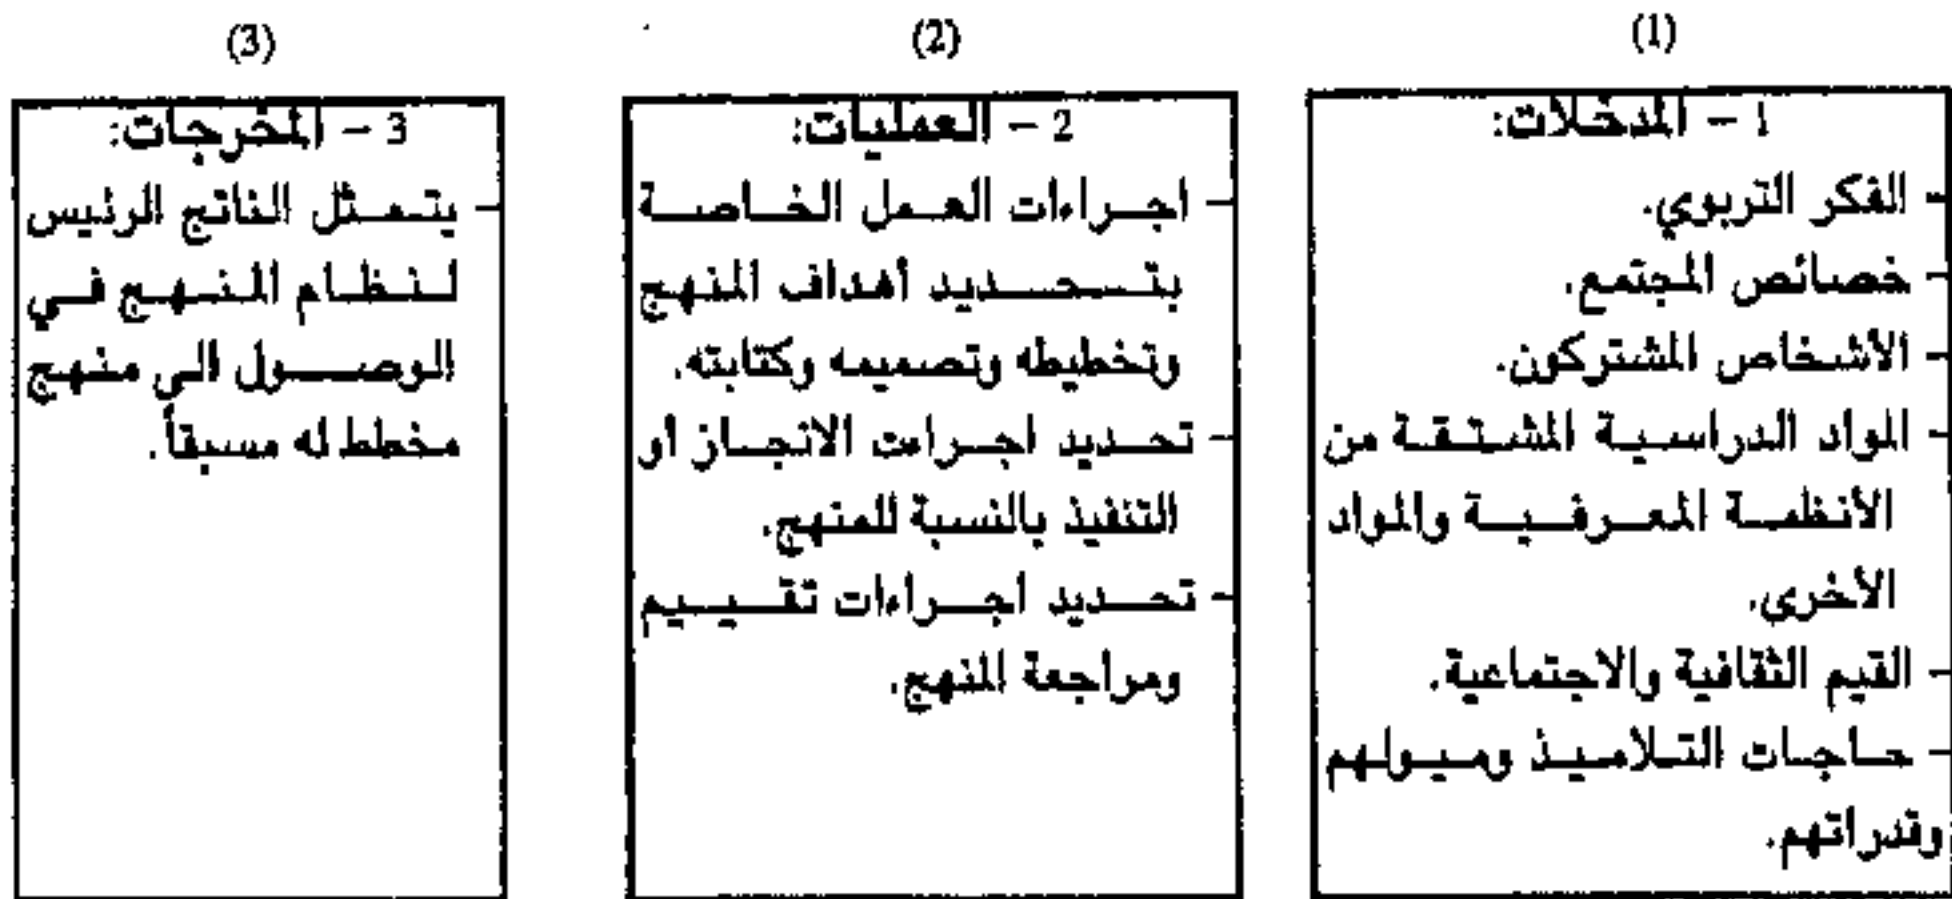 (1)
1 – المدخلات:
- الفكر التربوي.
- خصائص المجتمع.
- الأشخاص المشتركون.
- المواد الدراسية المشتقة من
الأنظمة المعرفية والمواد
الأخرى.
- القيم الثقافية والاجتماعية.
- حاجات التلاميذ وميولهم
وقدراتهم.
(2)
2 – العمليات:
- اجراءات العمل الخاصة
بتحديد أهداف المنهج
وتخطيطه وتصميمه وكتابته.
- تحديد اجراءت الانجاز او
التنفيذ بالنسبة للمنهج.
- تحديد اجراءات تقييم
ومراجعة المنهج.
(3)
3 – المخرجات:
- يتمثل الناتج الرئيس
لنظام المنهج في
الوصول الى منهج
مخطط له مسبقاً.